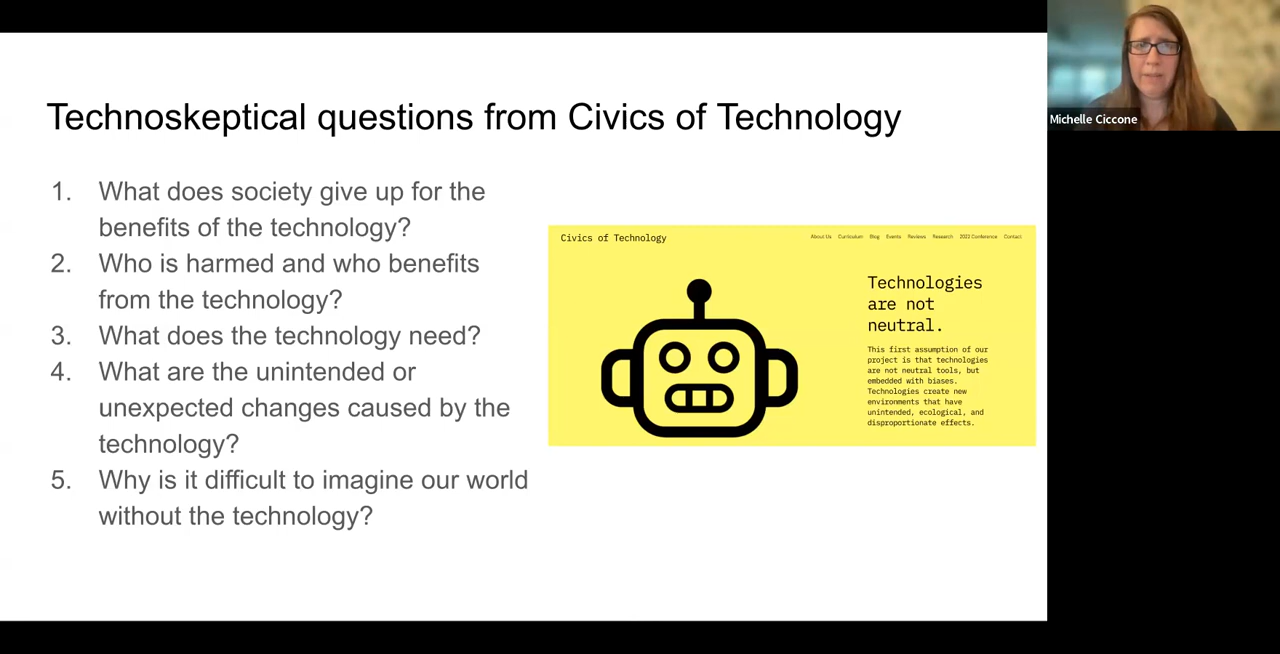 Technoskeptical questions from Civics of Technology
1. What does society give up for the
benefits of the technology?
2. Who is harmed and who benefits
from the technology?
3. What does the technology need?
4. What are the unintended or
unexpected changes caused by the
technology?
5. Why is it difficult to imagine our world
without the technology?
Civics of Technology
About Us Curriculum Blog Events Reviews Research 2022 Conference Contact
Technologies
are not
neutral.
This first assumption of our
project is that technologies
are not neutral tools, but
embedded with biases.
Technologies create new
environments that have
unintended, ecological, and
disproportionate effects.
Michelle Ciccone